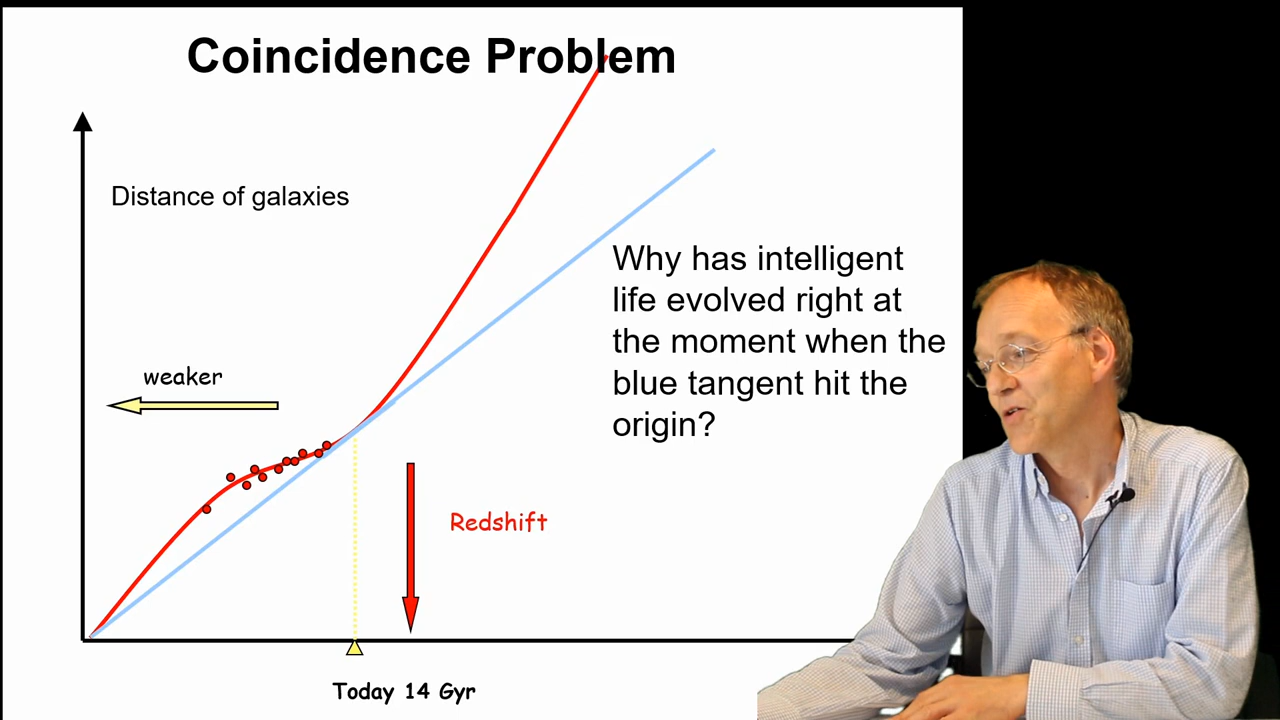 Coincidence Problem
Distance of galaxies
Why has intelligent
life evolved right at
the moment when the
blue tangent hit the
origin?
weaker
Redshift
Today 14 Gyr